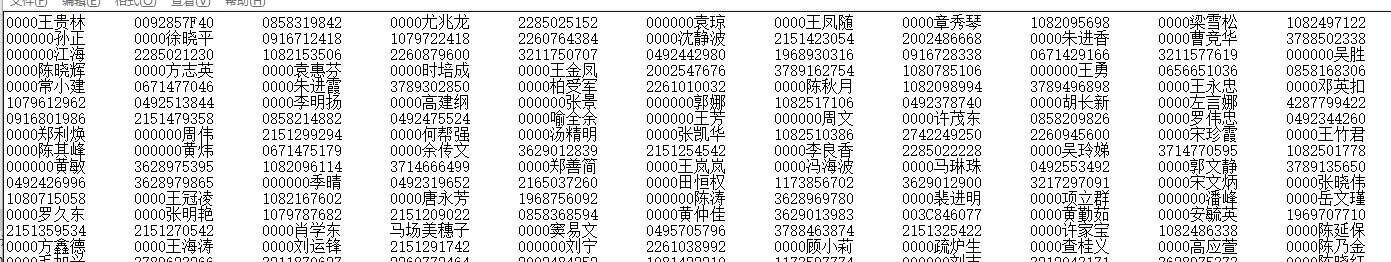 文件(F) 编辑(E) 格式(O) 查看(V) 帮助(H)
0000王贵林 0092857F40 0858319842 0000尤兆龙 2285025152 000000袁琼 0000王凤随 0000章秀琴 1082095698 0000梁雪松 1082497122
000000孙正 0000徐晓平 0916712418 1079722418 2260764384 0000沈静波 2151423054 2002486668 0000朱进香 0000曹竞华 3788502338
000000江海 2285021230 1082153506 2260879600 3211750707 0492442980 1968930316 0916728338 0671429166 3211577619 000000吴胜
0000陈晓辉 0000方志英 0000袁惠芬 0000时培成 0000王金凤 2002547676 3789162754 1080785106 000000王勇 0656651036 0858168306
0000常小建 0671477046 0000朱进霞 3789302850 0000柏受军 2261010032 0000陈秋月 1082098994 3789496898 0000王永忠 0000邓英扣
1079612962 0492513844 0000李明扬 0000高建纲 000000张景 000000郭娜 1082517106 0492378740 0000胡长新 0000左言娜 4287799422
0916801986 2151479358 0858214882 0492475524 0000喻全余 000000王芳 000000周文 0000许茂东 0858209826 0000罗伟忠 0492344260
0000郑利焕 000000周伟 2151299294 0000何帮强 0000汤精明 0000张凯华 1082510386 2742249250 2260945600 0000宋珍霞 0000王竹君
0000陈其峰 000000黄炜 0671475179 0000余传文 3629012839 2151254542 0000李良香 2285022228 0000吴玲娣 3714770595 1082501778
000000黄敏 3628975395 1082096114 3714666499 0000郑善简 0000王岚岚 0000冯海波 0000马琳珠 0492553492 0000郭文静 3789135650
0492426996 3628979865 000000季晴 0492319652 2165037260 0000田恒权 1173856702 3629012900 3217297091 0000宋文炳 0000张晓伟
1080715058 0000王冠凌 1082167602 0000唐永芳 1968756092 000000陈涛 3628969780 0000裴进明 0000项立群 000000潘峰 0000岳文瑾
0000罗久东 0000张明艳 1079787682 2151209022 0858368594 0000黄仲佳 3629013983 003C846077 0000黄勤茹 0000安毓英 1969707710
2151359534 2151270542 0000肖学东 马场美穗子 0000窦易文 0495705796 3788463874 2151325422 0000许家宝 1082486338 0000陈延保
0000方鑫德 0000王海涛 0000刘运锋 2151291742 000000刘宁 2261038992 0000顾小莉 0000疏炉生 0000查桂义 0000高应萱 0000陈乃金